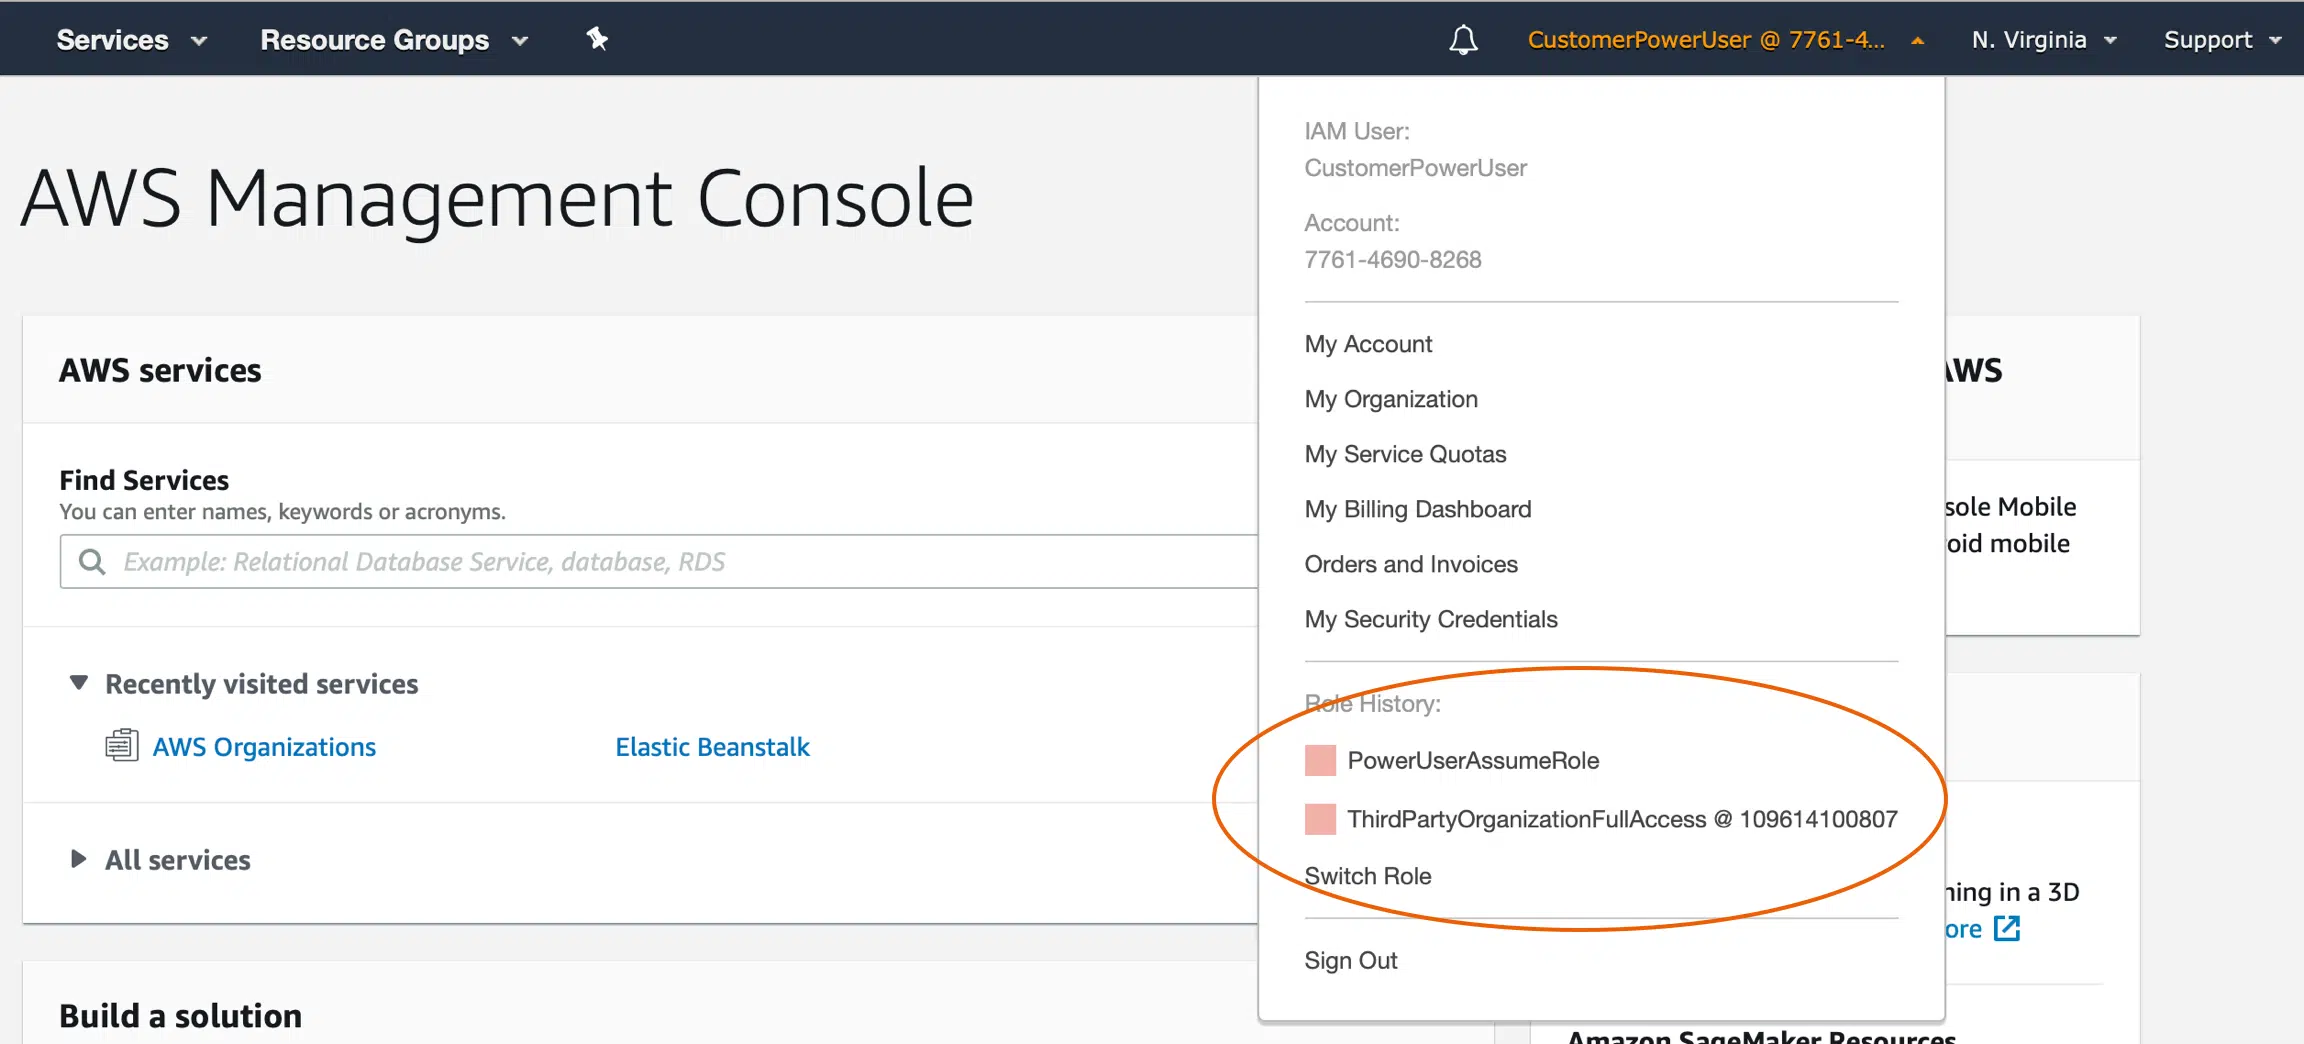 Services
Resource Groups
CustomerPowerUser @ 7761-4...
N. Virginia
Support
AWS Management Console
IAM User:
CustomerPowerUser
Account:
7761-4690-8268
My Account
My Organization
My Service Quotas
My Billing Dashboard
Orders and Invoices
My Security Credentials
Role History:
PowerUserAssumeRole
ThirdPartyOrganizationFullAccess @ 109614100807
Switch Role
Sign Out
AWS services
Find Services
You can enter names, keywords or acronyms.
Example: Relational Database Service, database, RDS
Recently visited services
AWS Organizations
Elastic Beanstalk
All services
Build a solution
AWS
sole Mobile
oid mobile
ning in a 3D
ore
Amazon SageMaker Resources